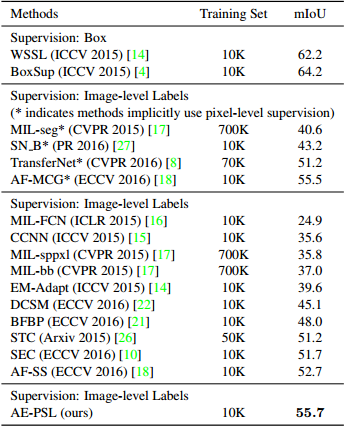 Methods Training Set mIoU
Supervision: Box
WSSL (ICCV 2015) [14] 10K 62.2
BoxSup (ICCV 2015) [4] 10K 64.2
Supervision: Image-level Labels
(* indicates methods implicitly use pixel-level supervision)
MIL-seg* (CVPR 2015) [17] 700K 40.6
SN_B* (PR 2016) [27] 10K 43.2
TransferNet* (CVPR 2016) [8] 70K 51.2
AF-MCG* (ECCV 2016) [18] 10K 55.5
Supervision: Image-level Labels
MIL-FCN (ICLR 2015) [16] 10K 24.9
CCNN (ICCV 2015) [15] 10K 35.6
MIL-sppxl (CVPR 2015) [17] 700K 35.8
MIL-bb (CVPR 2015) [17] 700K 37.0
EM-Adapt (ICCV 2015) [14] 10K 39.6
DCSM (ECCV 2016) [22] 10K 45.1
BFBP (ECCV 2016) [21] 10K 48.0
STC (Arxiv 2015) [26] 50K 51.2
SEC (ECCV 2016) [10] 10K 51.7
AF-SS (ECCV 2016) [18] 10K 52.7
Supervision: Image-level Labels
AE-PSL (ours) 10K 55.7